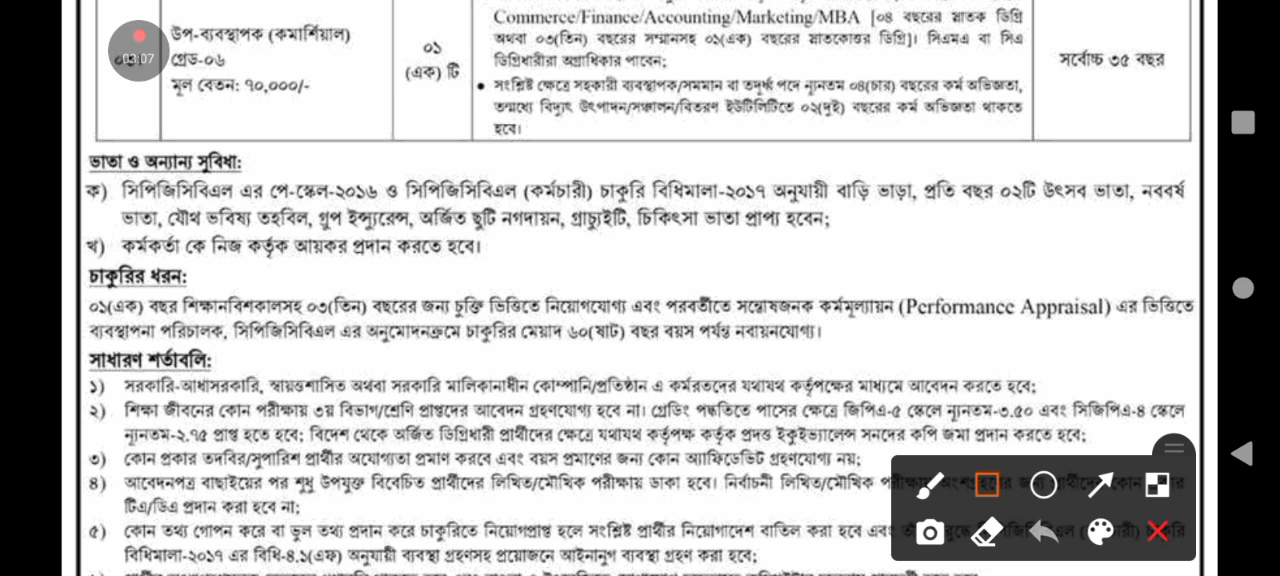 Commerce/Finance/Accounting/Marketing/MBA [০৪ বছরের স্নাতক ডিগ্রি
উপ-ব্যবস্থাপক (কমার্শিয়াল)
অথবা ০৩(তিন) বছরের সম্মানসহ ০১(এক) বছরের স্নাতকোত্তর ডিগ্রি]। সিএমএ বা সিএ
০১
গ্রেড-০৬
03:07
ডিগ্রিধারীরা অগ্রাধিকার পাবেন;
সর্বোচ্চ ৩৫ বছর
(এক) টি
মূল বেতন: ৭০,০০০/-
• সংশ্লিষ্ট ক্ষেত্রে সহকারী ব্যবস্থাপক/সমমান বা তদূর্ধ্ব পদে ন্যূনতম ০৪(চার) বছরের কর্ম অভিজ্ঞতা,
তন্মধ্যে বিদ্যুৎ উৎপাদন/সঞ্চালন/বিতরণ ইউটিলিটিতে ০২(দুই) বছরের কর্ম অভিজ্ঞতা থাকতে
হবে।
ভাতা ও অন্যান্য সুবিধা:
ক) সিপিজিসিবিএল এর পে-স্কেল-২০১৬ ও সিপিজিসিবিএল (কর্মচারী) চাকুরি বিধিমালা-২০১৭ অনুযায়ী বাড়ি ভাড়া, প্রতি বছর ০২টি উৎসব ভাতা, নববর্ষ
ভাতা, যৌথ ভবিষ্য তহবিল, গ্রুপ ইন্স্যুরেন্স, অর্জিত ছুটি নগদায়ন, গ্রাচ্যুইটি, চিকিৎসা ভাতা প্রাপ্য হবেন;
খ) কর্মকর্তা কে নিজ কর্তৃক আয়কর প্রদান করতে হবে।
চাকুরির ধরন:
০১(এক) বছর শিক্ষানবিশকালসহ ০৩(তিন) বছরের জন্য চুক্তি ভিত্তিতে নিয়োগযোগ্য এবং পরবর্তীতে সন্তোষজনক কর্মমূল্যায়ন (Performance Appraisal) এর ভিত্তিতে
ব্যবস্থাপনা পরিচালক, সিপিজিসিবিএল এর অনুমোদনক্রমে চাকুরির মেয়াদ ৬০(ষাট) বছর বয়স পর্যন্ত নবায়নযোগ্য।
সাধারণ শর্তাবলি:
১) সরকারি-আধাসরকারি, স্বায়ত্তশাসিত অথবা সরকারি মালিকানাধীন কোম্পানি/প্রতিষ্ঠান এ কর্মরতদের যথাযথ কর্তৃপক্ষের মাধ্যমে আবেদন করতে হবে;
২) শিক্ষা জীবনের কোন পরীক্ষায় ৩য় বিভাগ/শ্রেণি প্রাপ্তদের আবেদন গ্রহণযোগ্য হবে না। গ্রেডিং পদ্ধতিতে পাসের ক্ষেত্রে জিপিএ-৫ স্কেলে ন্যূনতম-৩.৫০ এবং সিজিপিএ-৪ স্কেলে
ন্যূনতম-২.৭৫ প্রাপ্ত হতে হবে; বিদেশ থেকে অর্জিত ডিগ্রিধারী প্রার্থীদের ক্ষেত্রে যথাযথ কর্তৃপক্ষ কর্তৃক প্রদত্ত ইকুইভ্যালেন্স সনদের কপি জমা প্রদান করতে হবে;
৩) কোন প্রকার তদবির/সুপারিশ প্রার্থীর অযোগ্যতা প্রমাণ করবে এবং বয়স প্রমাণের জন্য কোন অ্যাফিডেভিট গ্রহণযোগ্য নয়;
৪) আবেদনপত্র বাছাইয়ের পর শুধু উপযুক্ত বিবেচিত প্রার্থীদের লিখিত/মৌখিক পরীক্ষায় ডাকা হবে। নির্বাচনী লিখিত/মৌখিক
টিএ/ডিএ প্রদান করা হবে না;
৫) কোন তথ্য গোপন করে বা ভুল তথ্য প্রদান করে চাকুরিতে নিয়োগপ্রাপ্ত হলে সংশ্লিষ্ট প্রার্থীর নিয়োগাদেশ বাতিল করা হবে এবং
বিধিমালা-২০১৭ এর বিধি-৪.১(এফ) অনুযায়ী ব্যবস্থা গ্রহণসহ প্রয়োজনে আইনানুগ ব্যবস্থা গ্রহণ করা হবে;